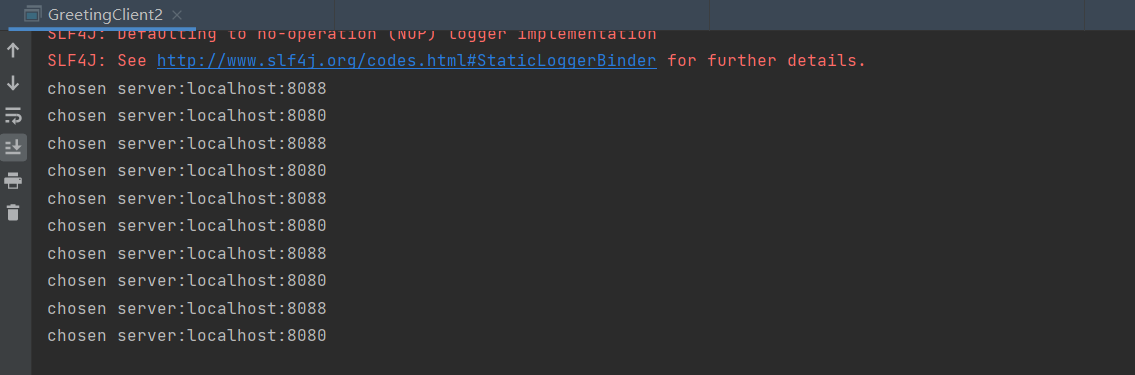 GreetingClient2
SLF4J: Defaulting to no-operation (NOP) logger implementation
SLF4J: See http://www.slf4j.org/codes.html#StaticLoggerBinder for further details.
chosen server:localhost:8088
chosen server:localhost:8080
chosen server:localhost:8088
chosen server:localhost:8080
chosen server:localhost:8088
chosen server:localhost:8080
chosen server:localhost:8088
chosen server:localhost:8080
chosen server:localhost:8088
chosen server:localhost:8080